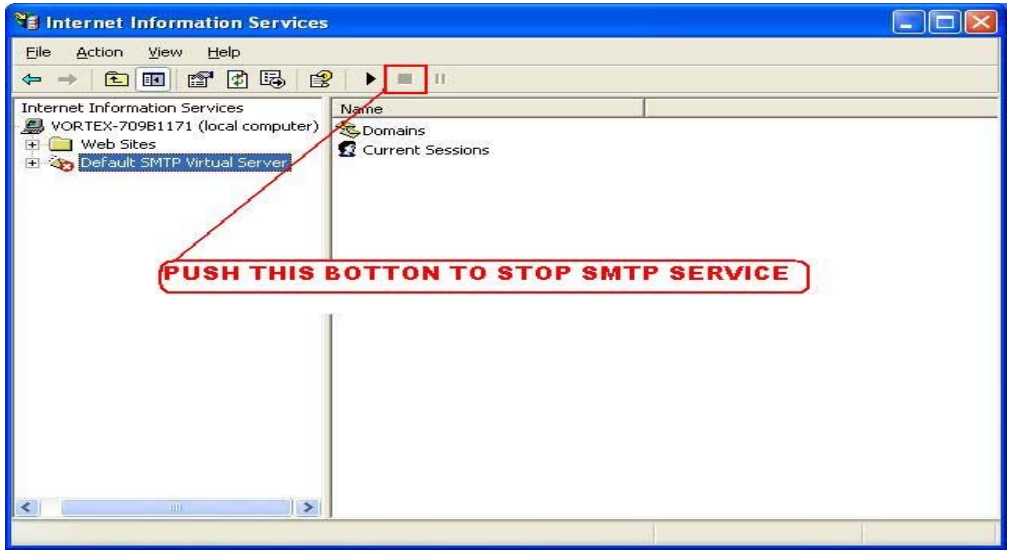 Internet Information Services
File Action View Help
Internet Information Services
Name
VORTEX-709B1171 (local computer)
Domains
Web Sites
Current Sessions
Default SMTP Virtual Server
PUSH THIS BOTTON TO STOP SMTP SERVICE